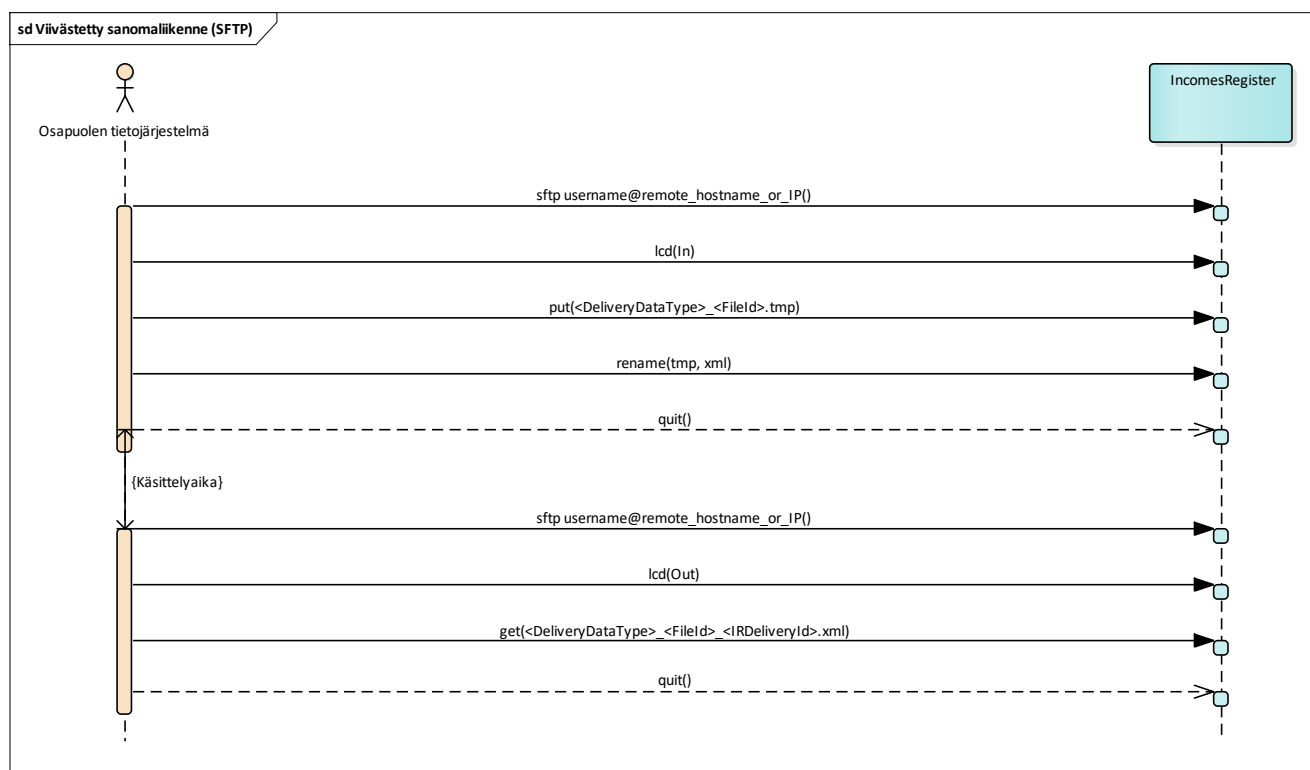 sd Viivästetty sanomaliikenne (SFTP)
IncomesRegister
Osapuolen tietojärjestelmä
sftp username@remote_hostname_or_IP()
lcd(In)
put(<DeliveryDataType>_<FileId>.tmp)
rename(tmp, xml)
quit()
{Käsittelyaika}
sftp username@remote_hostname_or_IP()
lcd(Out)
get(<DeliveryDataType>_<FileId>_<IRDeliveryId>.xml)
quit()